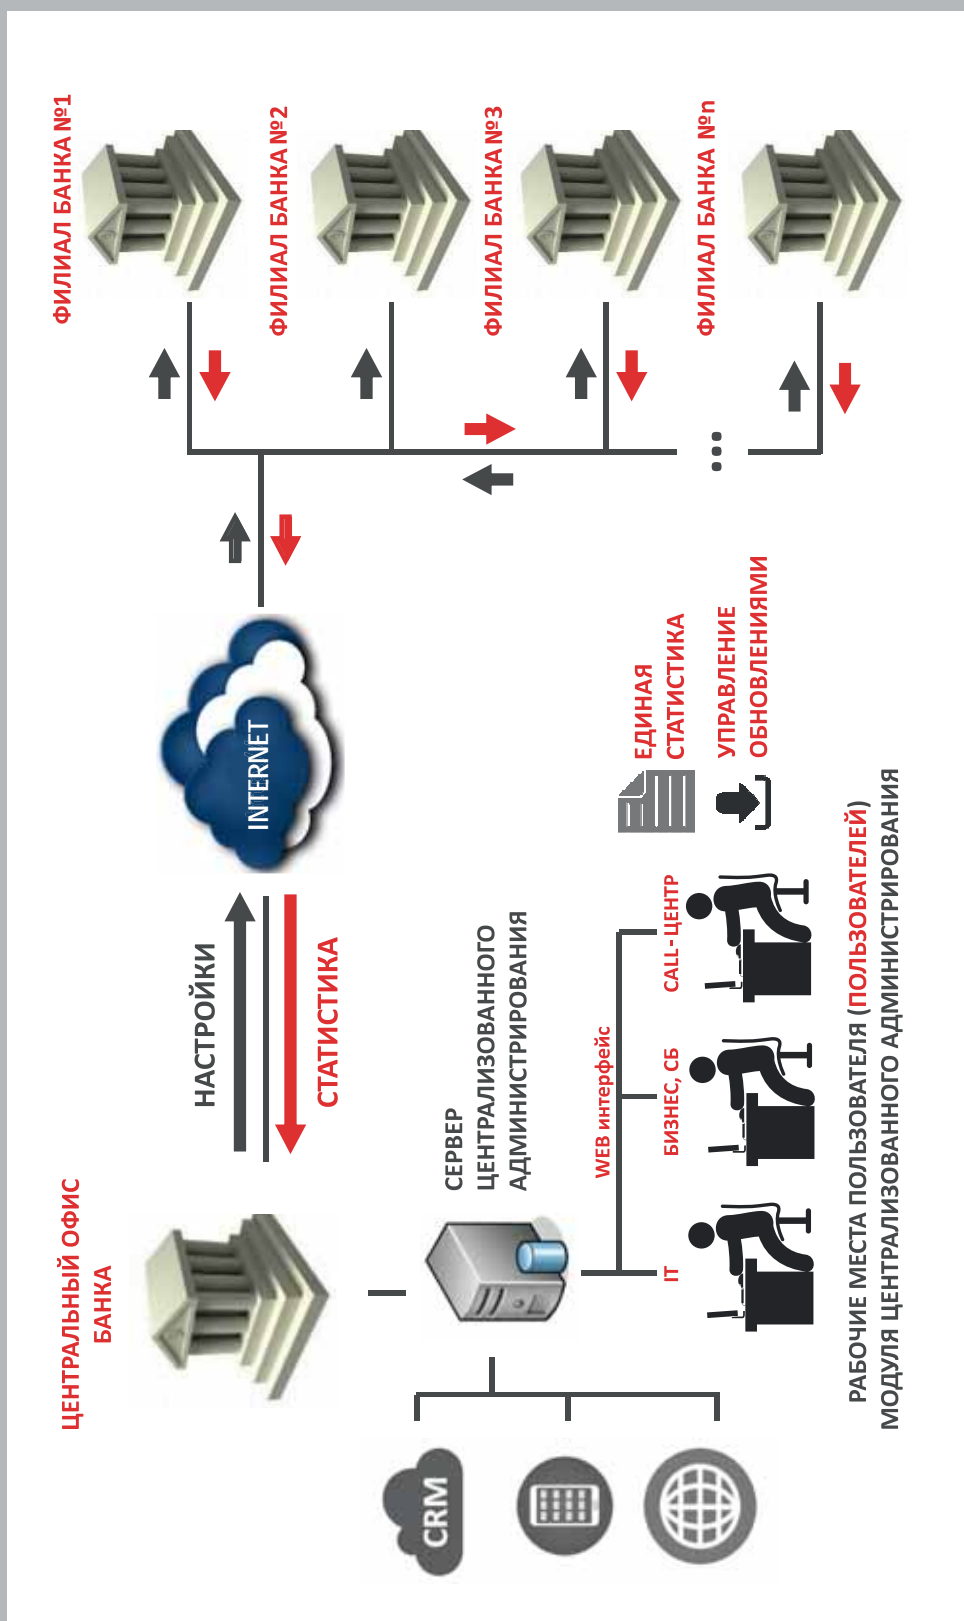 ЦЕНТРАЛЬНЫЙ ОФИС
БАНКА
НАСТРОЙКИ
СТАТИСТИКА
INTERNET
ФИЛИАЛ БАНКА №1
ФИЛИАЛ БАНКА №2
ФИЛИАЛ БАНКА №3
ФИЛИАЛ БАНКА №n
...
CRM
СЕРВЕР
ЦЕНТРАЛИЗОВАННОГО
АДМИНИСТРИРОВАНИЯ
WEB интерфейс
IT
БИЗНЕС, СБ
CALL-ЦЕНТР
ЕДИНАЯ
СТАТИСТИКА
УПРАВЛЕНИЕ
ОБНОВЛЕНИЯМИ
РАБОЧИЕ МЕСТА ПОЛЬЗОВАТЕЛЯ (ПОЛЬЗОВАТЕЛЕЙ)
МОДУЛЯ ЦЕНТРАЛИЗОВАННОГО АДМИНИСТРИРОВАНИЯ